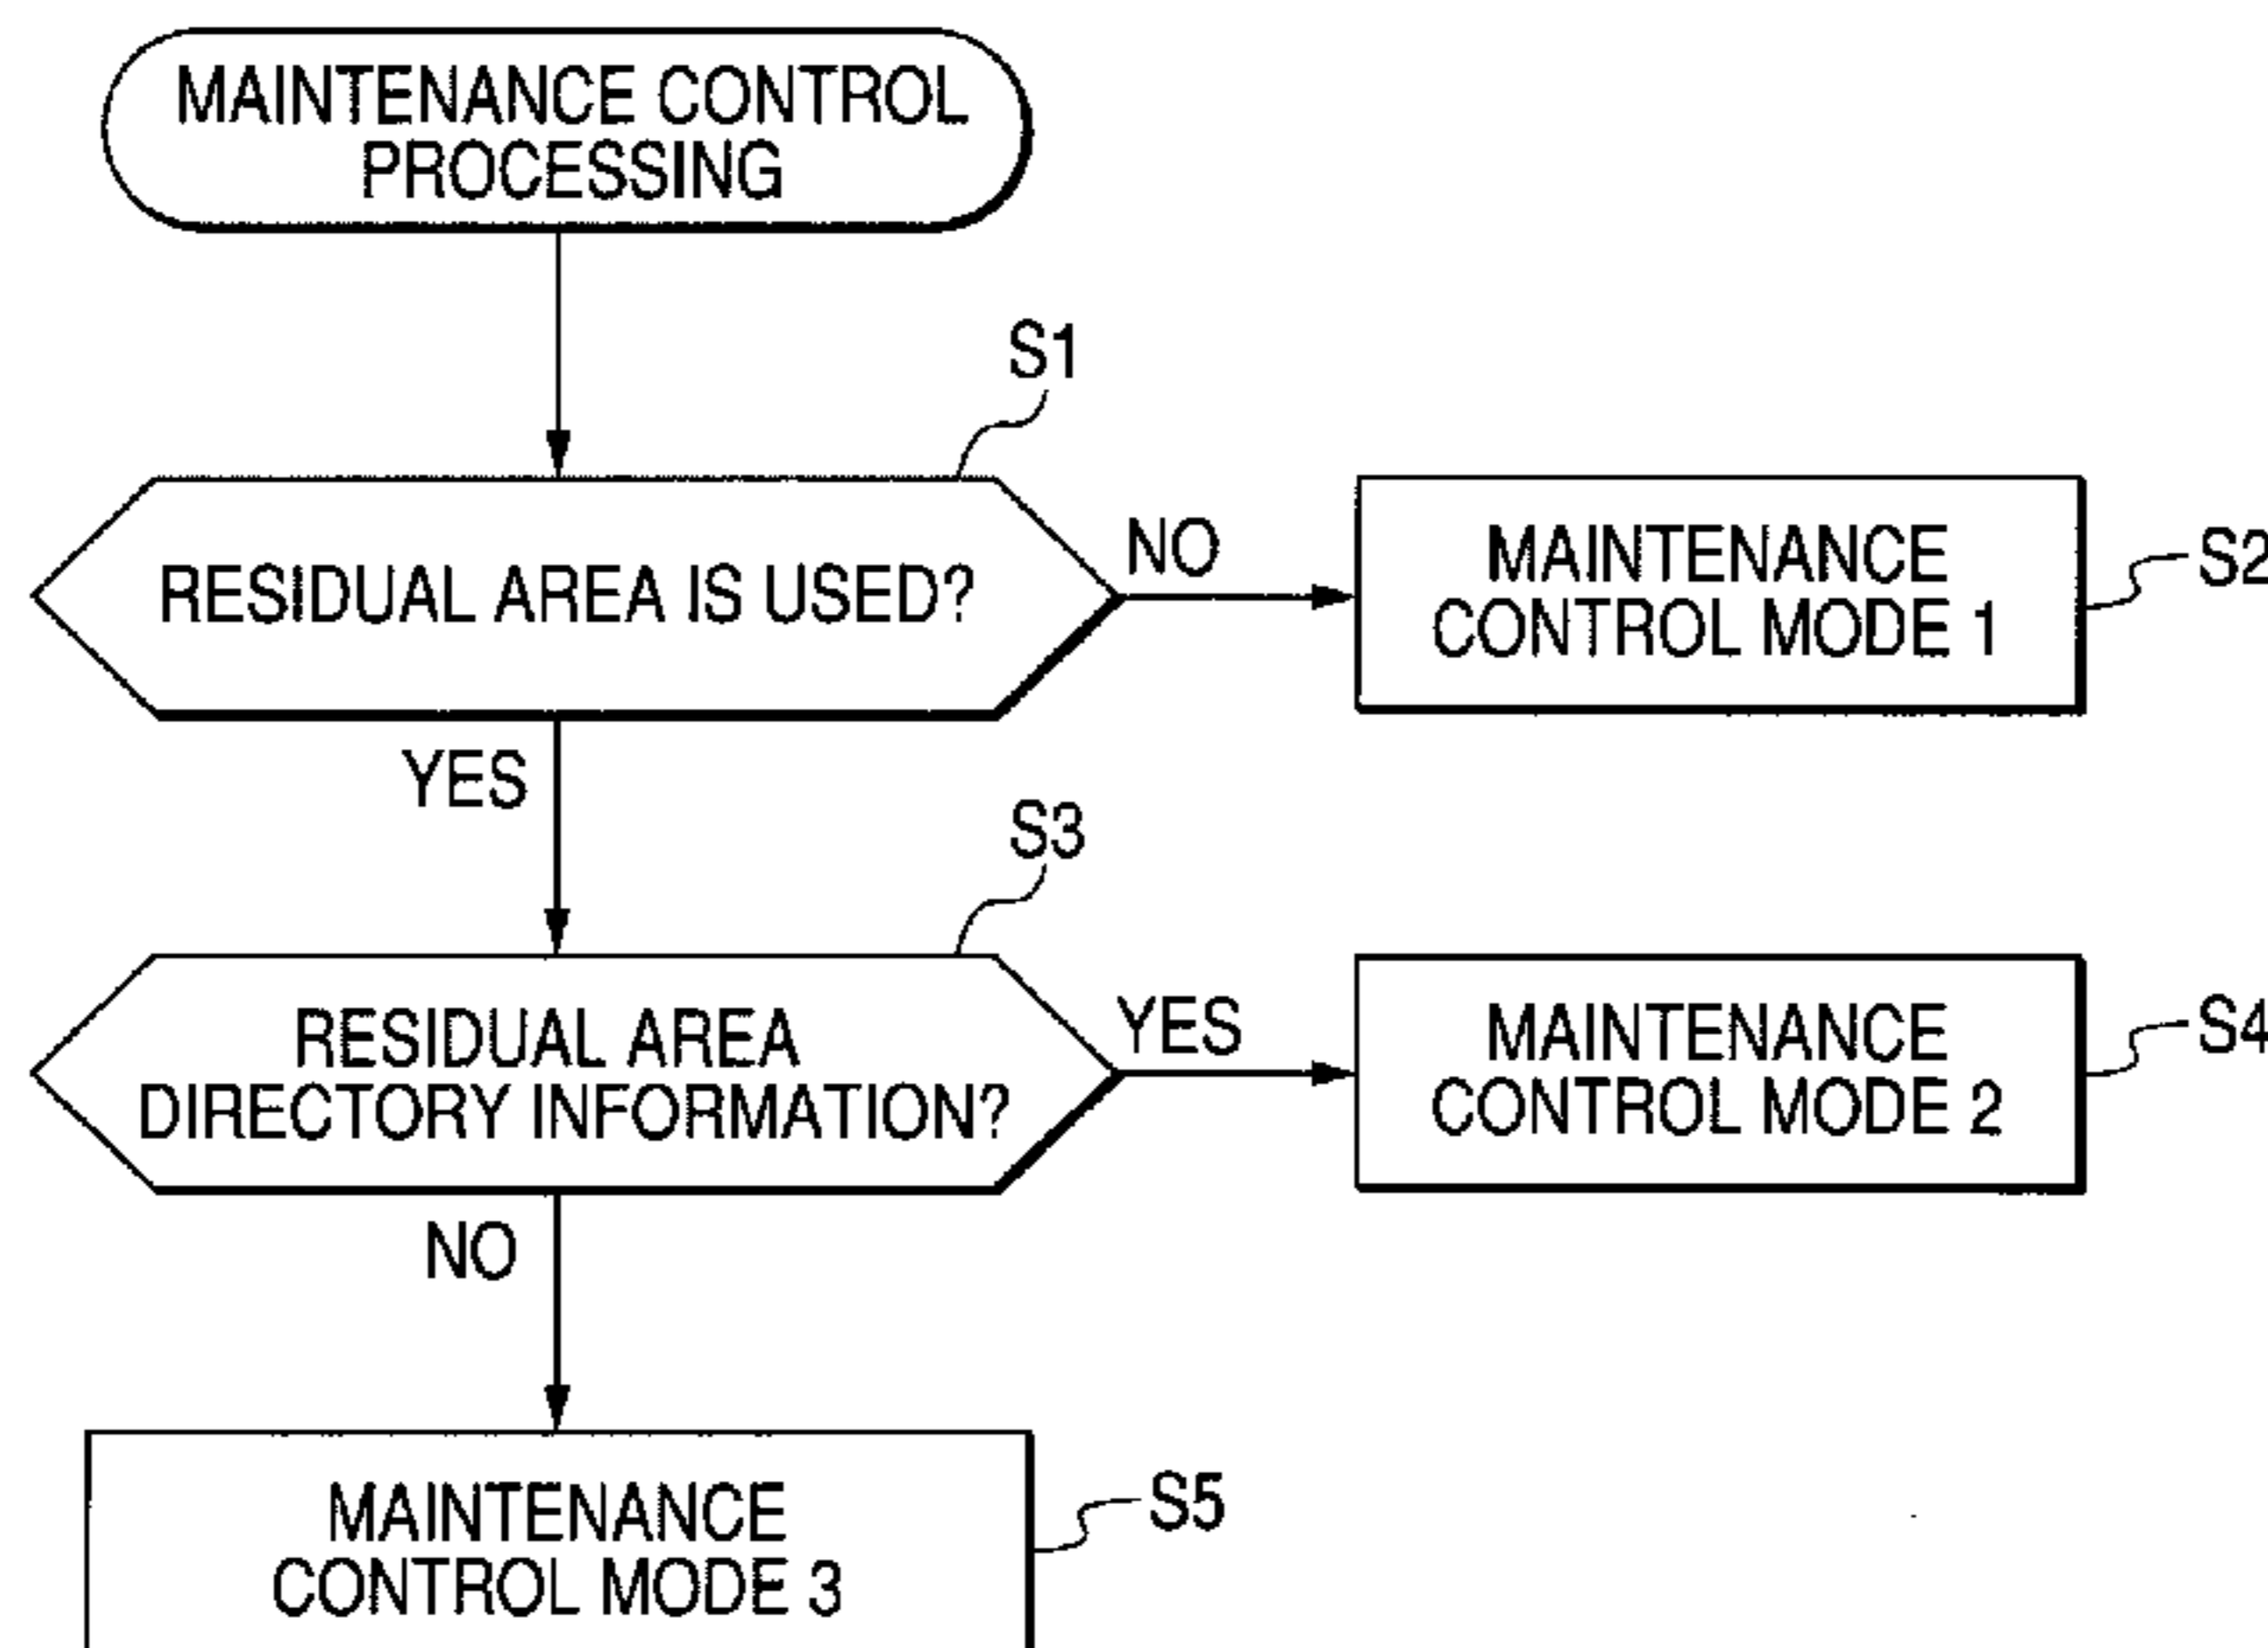 MAINTENANCE CONTROL
PROCESSING
S1
RESIDUAL AREA IS USED?
NO
MAINTENANCE
CONTROL MODE 1
S2
YES
S3
RESIDUAL AREA
DIRECTORY INFORMATION?
YES
MAINTENANCE
CONTROL MODE 2
S4
NO
MAINTENANCE
CONTROL MODE 3
S5